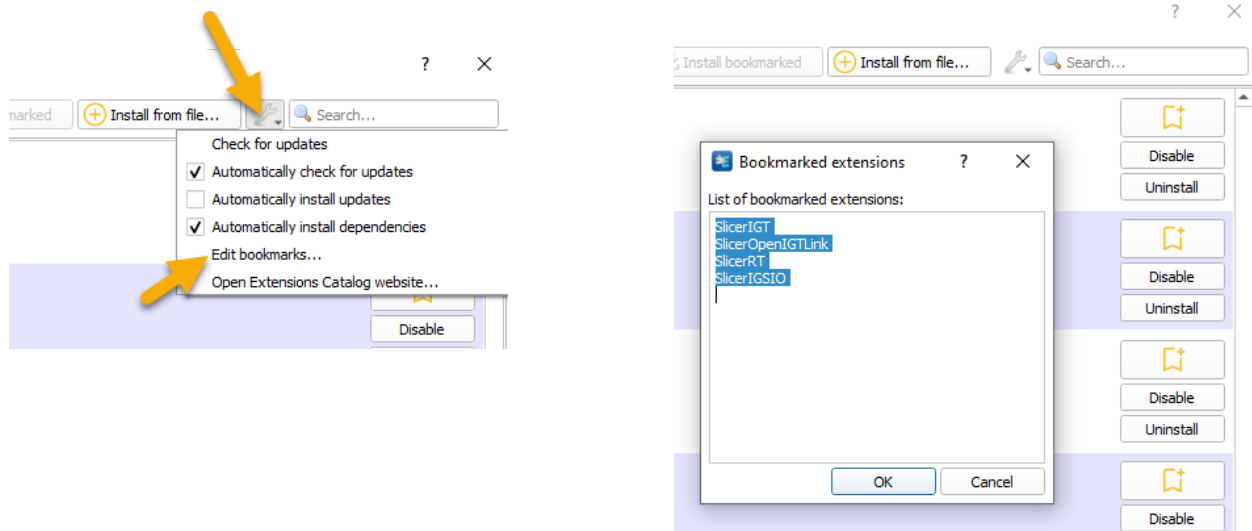 ?
marked
Install from file...
Search...
Check for updates
Automatically check for updates
Automatically install updates
Automatically install dependencies
Edit bookmarks...
Open Extensions Catalog website...
Disable
?
Install bookmarked
Install from file...
Search...
Disable
Uninstall
Bookmarked extensions
?
List of bookmarked extensions:
SlicerIGT
SlicerOpenIGTLink
SlicerRT
SlicerIGSIO
OK
Cancel
Disable
Uninstall
Disable
Uninstall
Disable